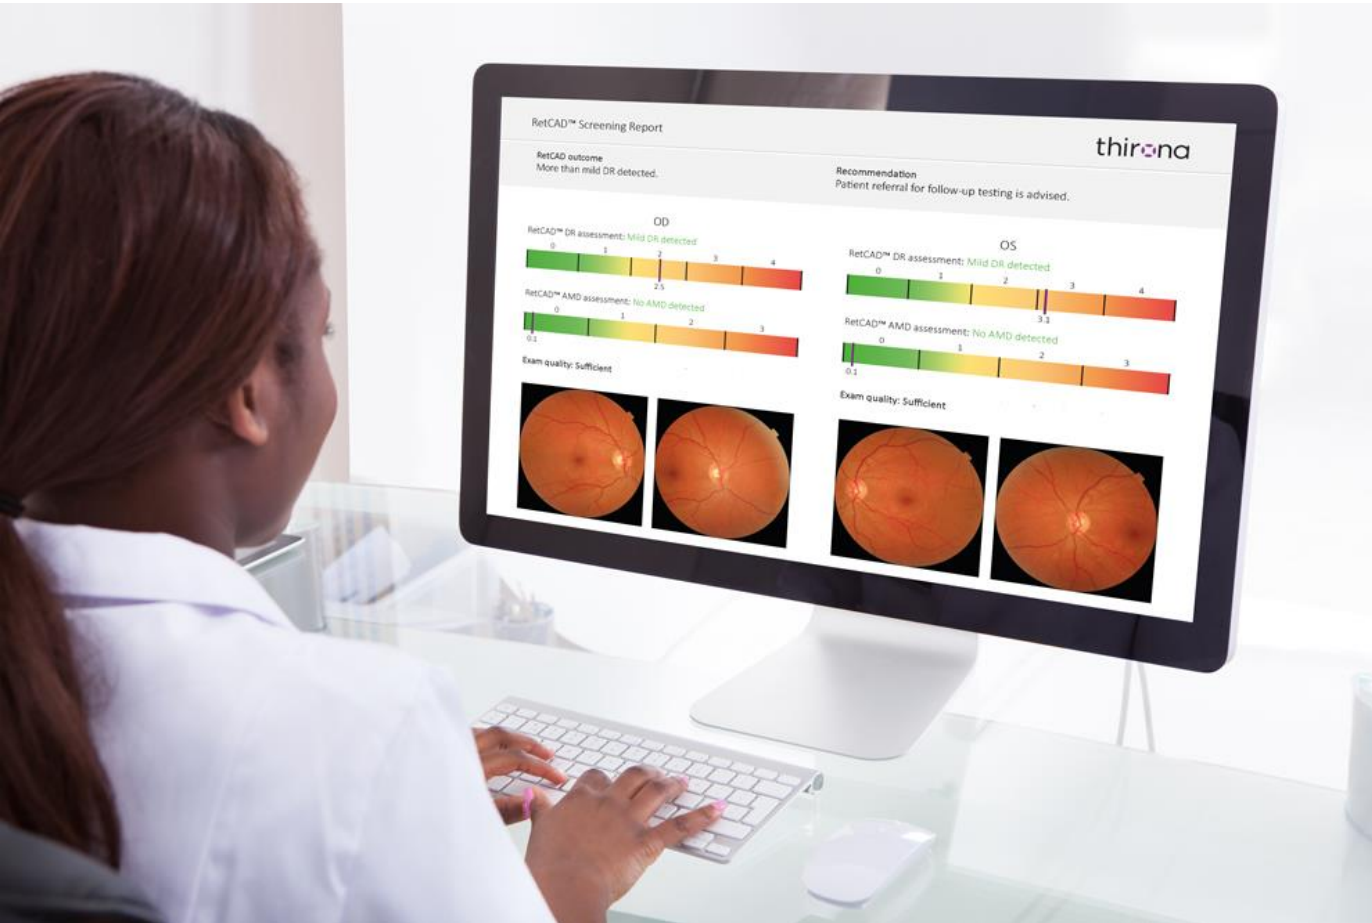 RetCAD™ Screening Report
thirona
RetCAD outcome
More than mild DR detected.
Recommendation
Patient referral for follow-up testing is advised.
OD
RetCAD™ DR assessment: Mild DR detected
0 1 2 3 4
2.5
RetCAD™ AMD assessment: No AMD detected
0 1 2 3
0.1
Exam quality: Sufficient
OS
RetCAD™ DR assessment: Mild DR detected
0 1 2 3 4
3.1
RetCAD™ AMD assessment: No AMD detected
0 1 2 3
0.1
Exam quality: Sufficient